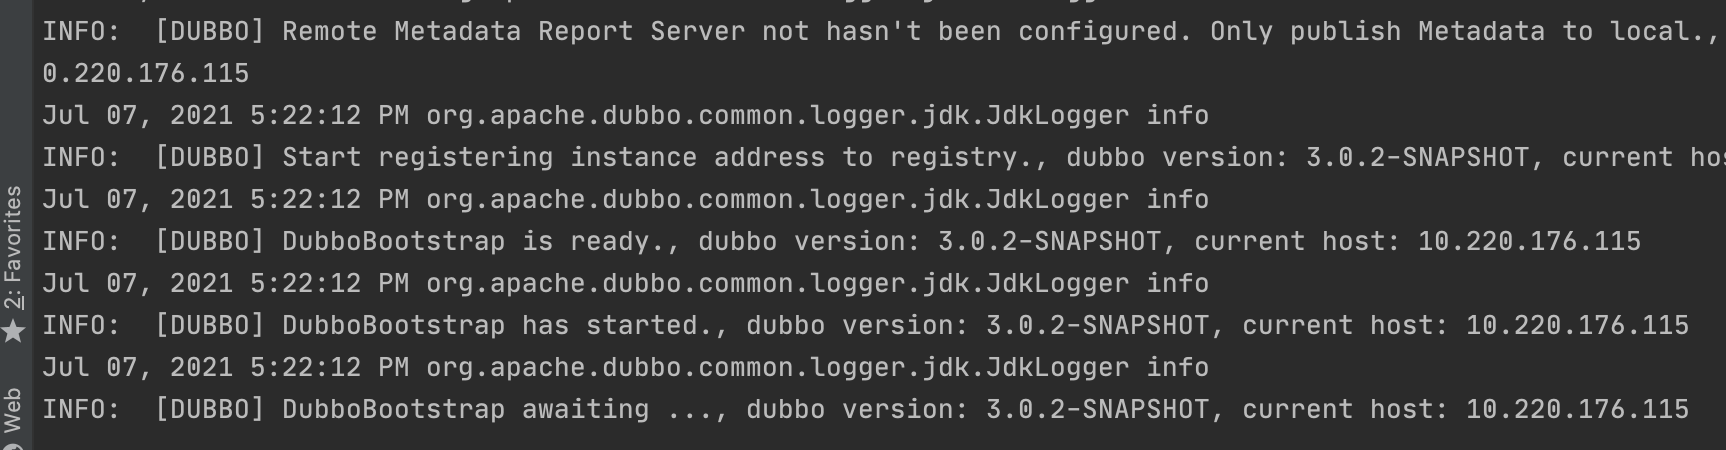 INFO:  [DUBBO] Remote Metadata Report Server not hasn't been configured. Only publish Metadata to local.,
0.220.176.115
Jul 07, 2021 5:22:12 PM org.apache.dubbo.common.logger.jdk.JdkLogger info
INFO:  [DUBBO] Start registering instance address to registry., dubbo version: 3.0.2-SNAPSHOT, current
Jul 07, 2021 5:22:12 PM org.apache.dubbo.common.logger.jdk.JdkLogger info
INFO:  [DUBBO] DubboBootstrap is ready., dubbo version: 3.0.2-SNAPSHOT, current host: 10.220.176.115
Jul 07, 2021 5:22:12 PM org.apache.dubbo.common.logger.jdk.JdkLogger info
INFO:  [DUBBO] DubboBootstrap has started., dubbo version: 3.0.2-SNAPSHOT, current host: 10.220.176.115
Jul 07, 2021 5:22:12 PM org.apache.dubbo.common.logger.jdk.JdkLogger info
INFO:  [DUBBO] DubboBootstrap awaiting ..., dubbo version: 3.0.2-SNAPSHOT, current host: 10.220.176.115
2: Favorites
Web